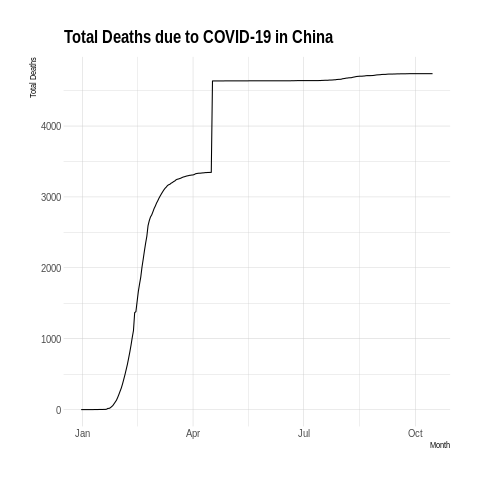 Total Deaths due to COVID-19 in China
Total Deaths
4000
3000
2000
1000
0
Jan Apr Jul Oct
Month